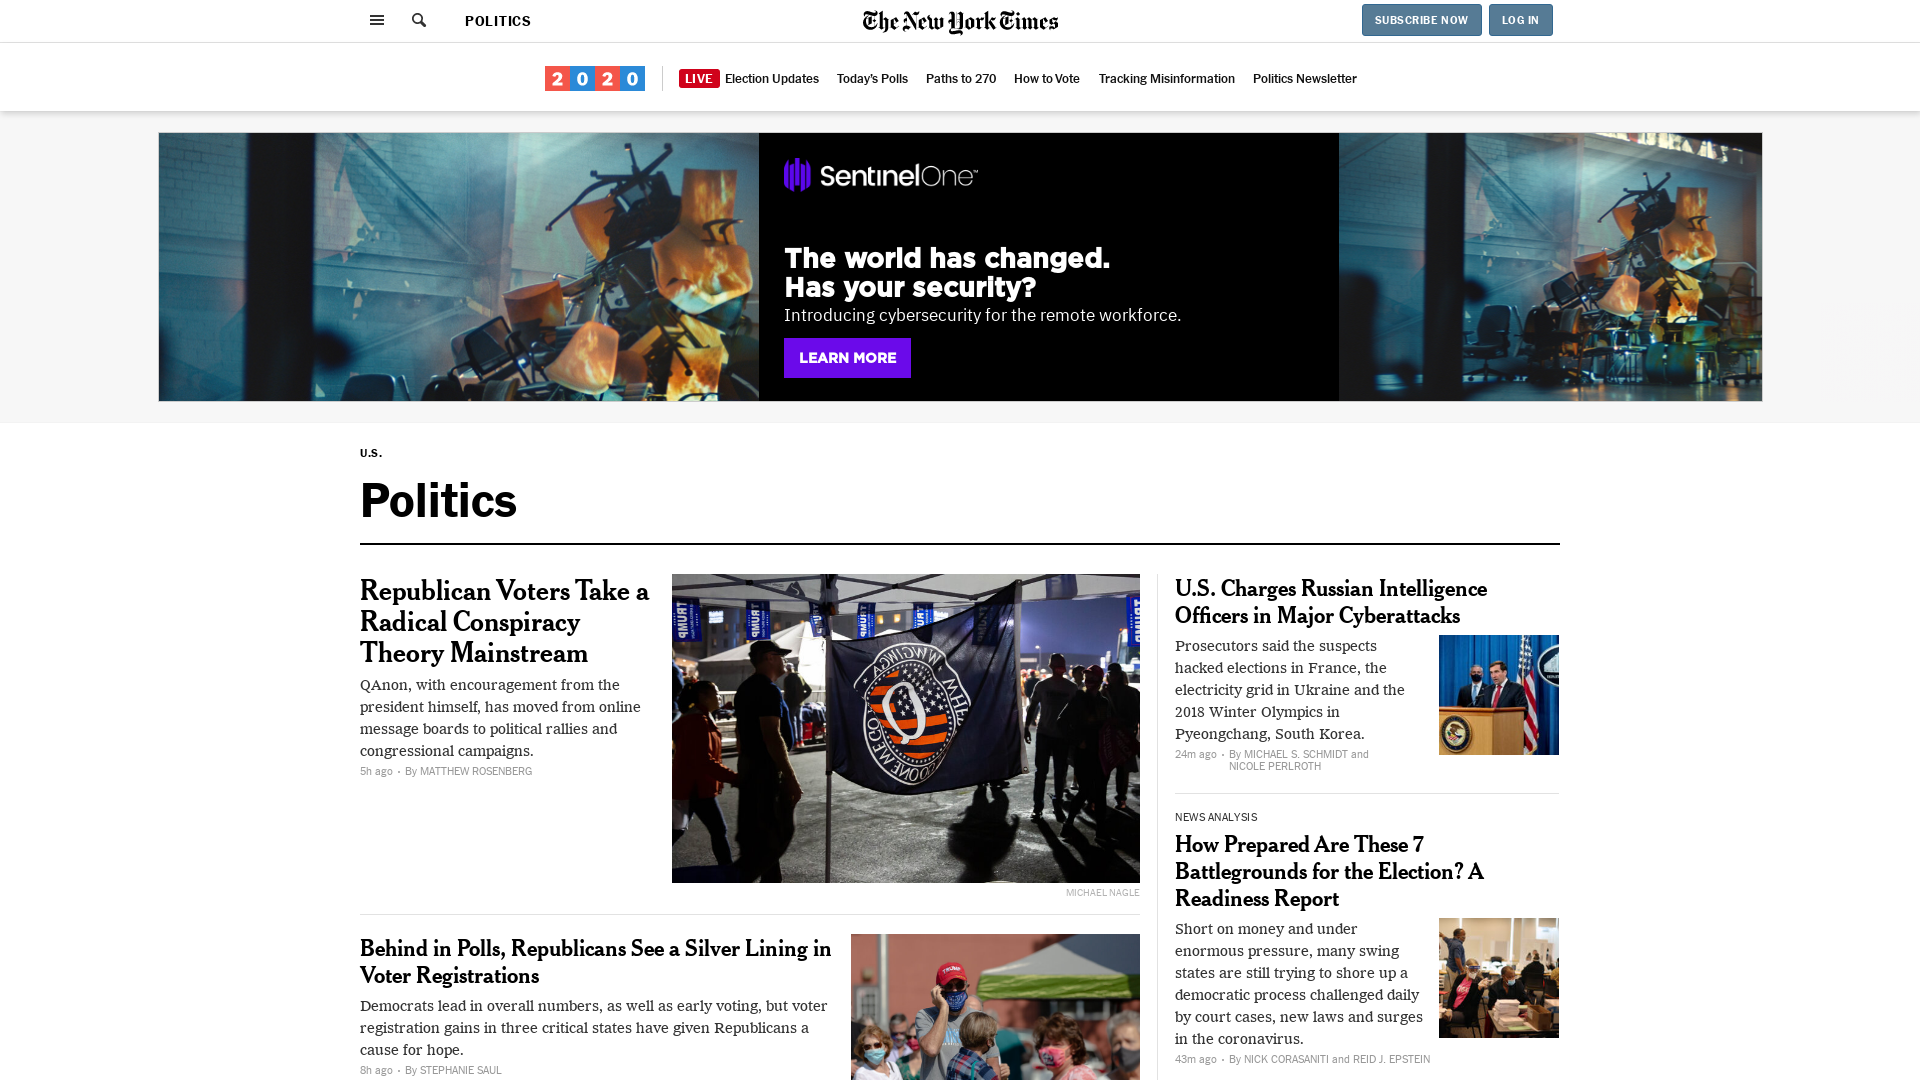 POLITICS
The New York Times
SUBSCRIBE NOW
LOG IN
2020
LIVE Election Updates
Today's Polls
Paths to 270
How to Vote
Tracking Misinformation
Politics Newsletter
SentinelOne™
The world has changed.
Has your security?
Introducing cybersecurity for the remote workforce.
LEARN MORE
U.S.
Politics
Republican Voters Take a
Radical Conspiracy
Theory Mainstream
QAnon, with encouragement from the
president himself, has moved from online
message boards to political rallies and
congressional campaigns.
5h ago • By MATTHEW ROSENBERG
TRUMP
TRUMP
TRUMP
Q
MICHAEL NAGLE
Behind in Polls, Republicans See a Silver Lining in
Voter Registrations
Democrats lead in overall numbers, as well as early voting, but voter
registration gains in three critical states have given Republicans a
cause for hope.
8h ago • By STEPHANIE SAUL
TRUMP
U.S. Charges Russian Intelligence
Officers in Major Cyberattacks
Prosecutors said the suspects
hacked elections in France, the
electricity grid in Ukraine and the
2018 Winter Olympics in
Pyeongchang, South Korea.
24m ago • By MICHAEL S. SCHMIDT and
NICOLE PERLROTH
NEWS ANALYSIS
How Prepared Are These 7
Battlegrounds for the Election? A
Readiness Report
Short on money and under
enormous pressure, many swing
states are still trying to shore up a
democratic process challenged daily
by court cases, new laws and surges
in the coronavirus.
43m ago • By NICK CORASANITI and REID J. EPSTEIN